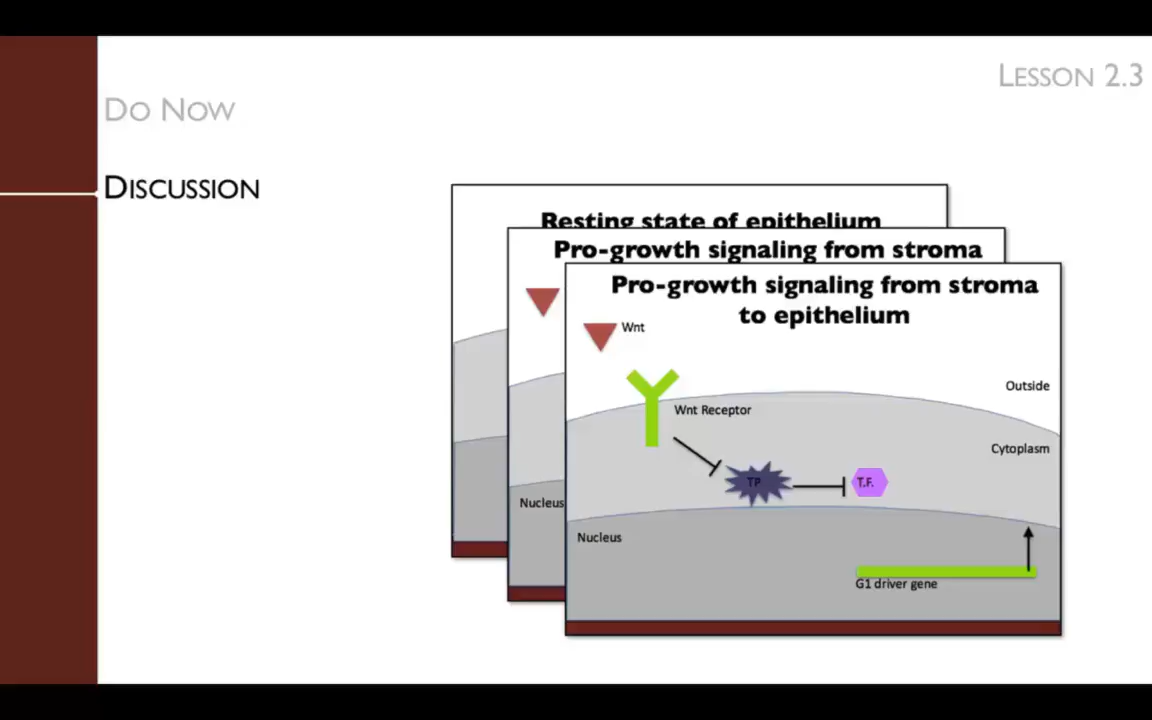 LESSON 2.3
DO NOW
DISCUSSION
Resting state of epithelium
Pro-growth signaling from stroma
Nucleus
Pro-growth signaling from stroma
to epithelium
Wnt
Outside
Wnt Receptor
Cytoplasm
TP
T.F.
Nucleus
G1 driver gene